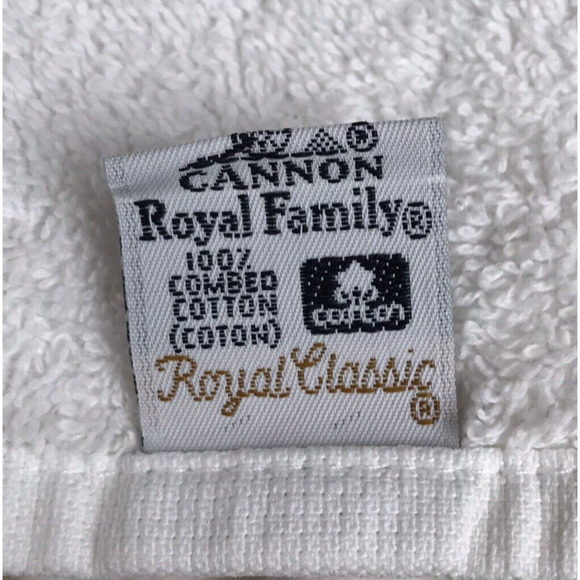 ®
CANNON
Royal Family®
100%
COMBED
COTTON
(COTON)
cotton
Royal Classic
®